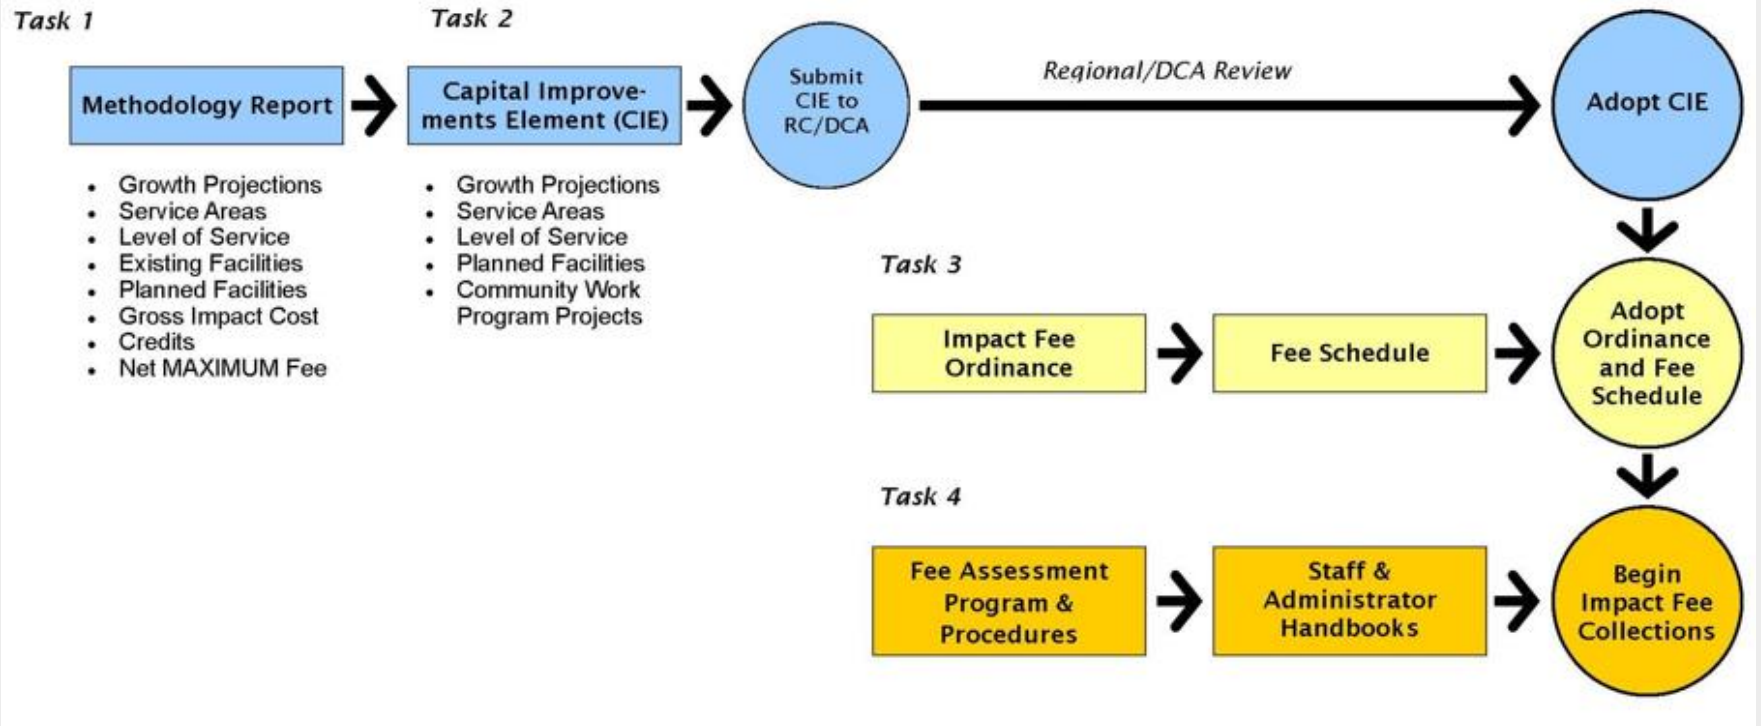 Task 1
Methodology Report
• Growth Projections
• Service Areas
• Level of Service
• Existing Facilities
• Planned Facilities
• Gross Impact Cost
• Credits
• Net MAXIMUM Fee
Task 2
Capital Improve-
ments Element (CIE)
• Growth Projections
• Service Areas
• Level of Service
• Planned Facilities
• Community Work
Program Projects
Submit
CIE to
RC/DCA
Regional/DCA Review
Adopt CIE
Task 3
Impact Fee
Ordinance
Fee Schedule
Adopt
Ordinance
and Fee
Schedule
Task 4
Fee Assessment
Program &
Procedures
Staff &
Administrator
Handbooks
Begin
Impact Fee
Collections